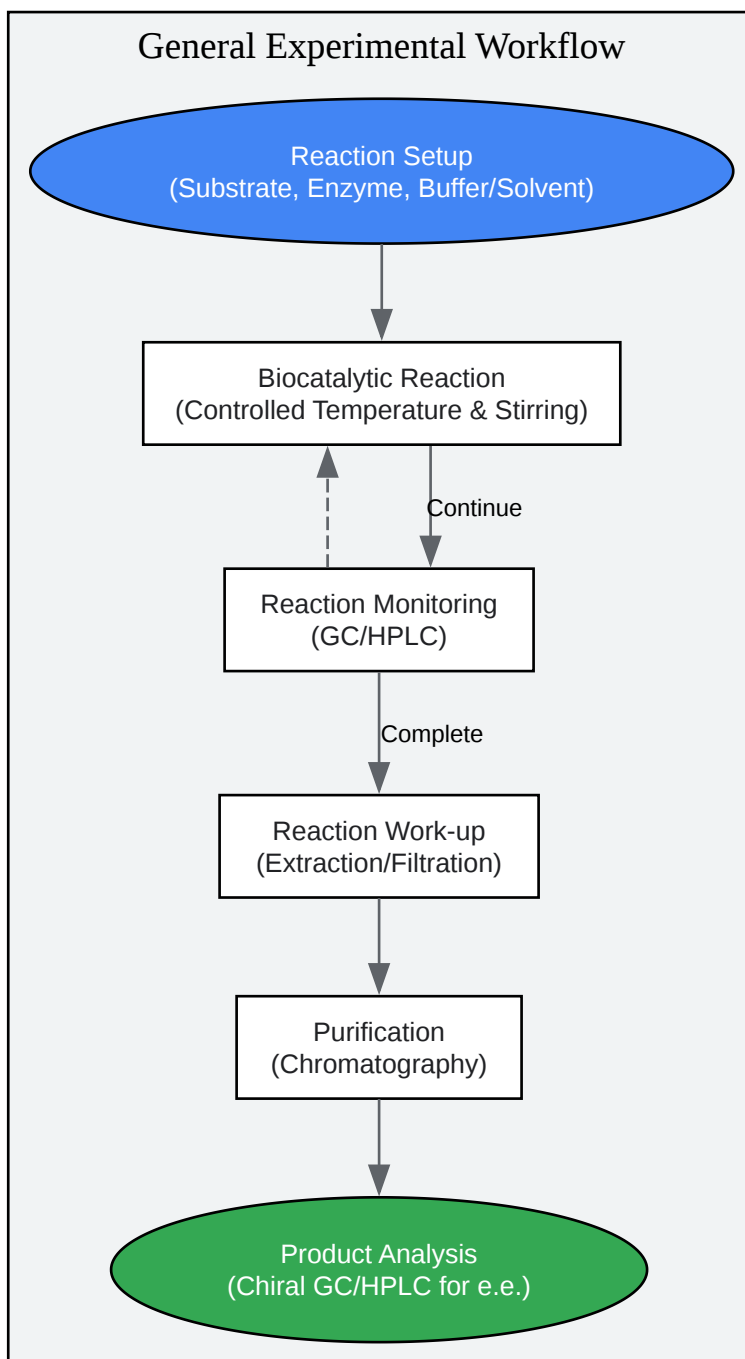 General Experimental Workflow
Reaction Setup
(Substrate, Enzyme, Buffer/Solvent)
Biocatalytic Reaction
(Controlled Temperature & Stirring)
Continue
Reaction Monitoring
(GC/HPLC)
Complete
Reaction Work-up
(Extraction/Filtration)
Purification
(Chromatography)
Product Analysis
(Chiral GC/HPLC for e.e.)